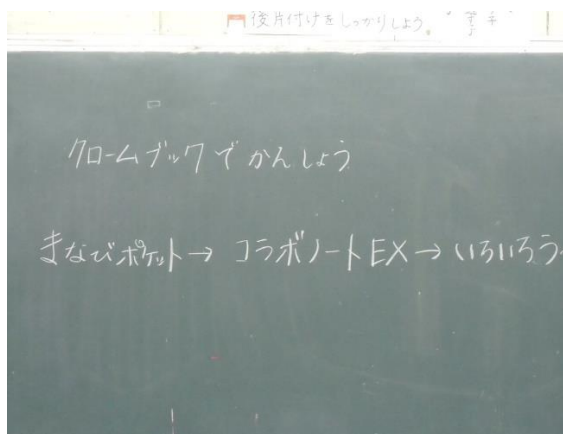 後片付けをしっかりしよう。
クロームブックでかんしょう
まなびポケット→コラボノートEX→いろいろう